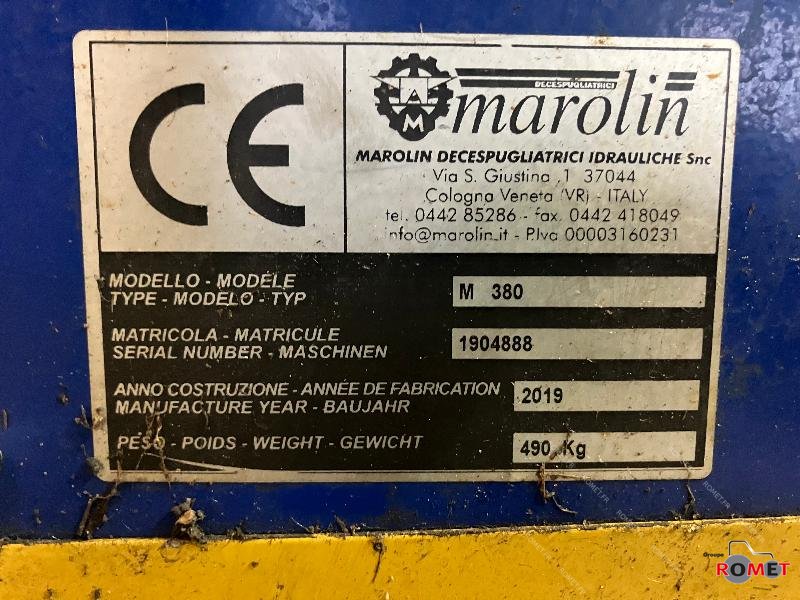 CE
DECESPUGLIATRICI
marolin
MAROLIN DECESPUGLIATRICI IDRAULICHE Snc
Via S. Giustina ,1 37044
Cologna Veneta (VR) - ITALY
tel. 0442 85286 - fax. 0442 418049
info@marolin.it - P.Iva 00003160231
MODELLO - MODÈLE
TYPE - MODELO - TYP
M 380
MATRICOLA - MATRICULE
SERIAL NUMBER - MASCHINEN
1904888
ANNO COSTRUZIONE - ANNÉE DE FABRICATION
MANUFACTURE YEAR - BAUJAHR
2019
PESO - POIDS - WEIGHT - GEWICHT
490 Kg
Groupe
ROMET